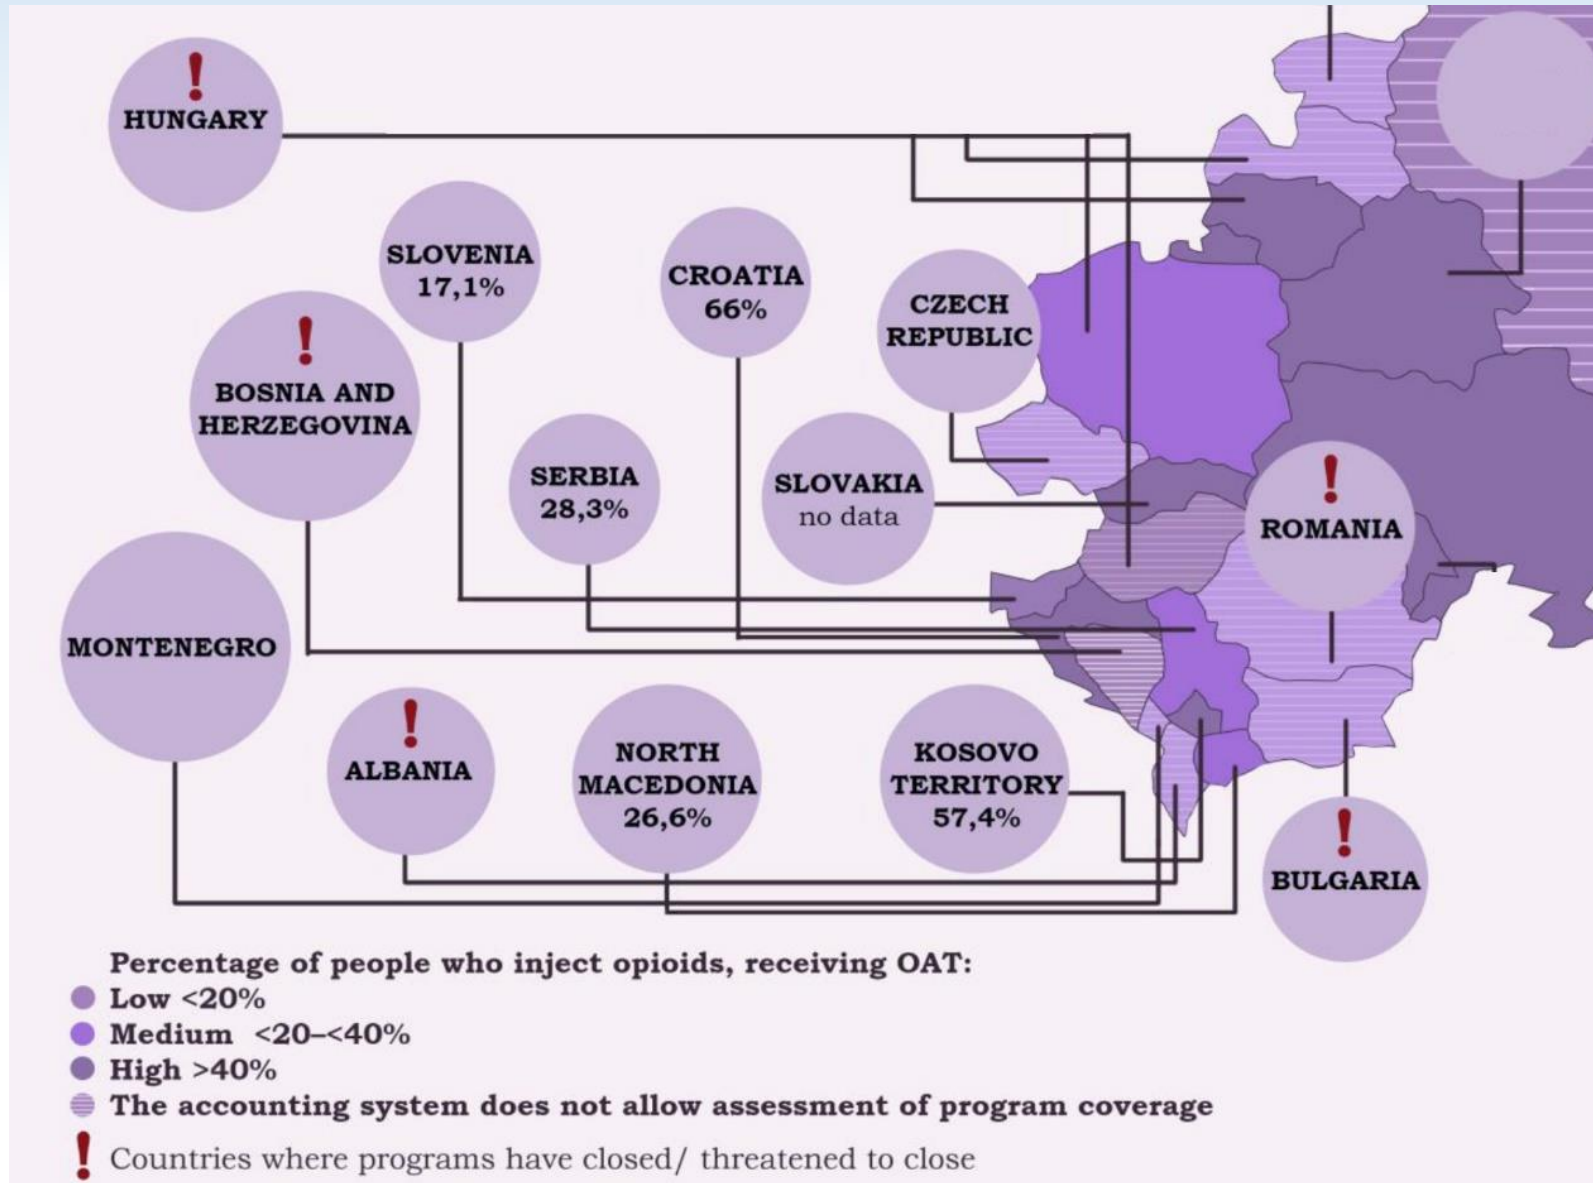 !
HUNGARY
SLOVENIA
17,1%
CROATIA
66%
CZECH
REPUBLIC
!
BOSNIA AND
HERZEGOVINA
SERBIA
28,3%
SLOVAKIA
no data
!
ROMANIA
MONTENEGRO
!
ALBANIA
NORTH
MACEDONIA
26,6%
KOSOVO
TERRITORY
57,4%
!
BULGARIA
Percentage of people who inject opioids, receiving OAT:
Low <20%
Medium <20–<40%
High >40%
The accounting system does not allow assessment of program coverage
! Countries where programs have closed/ threatened to close